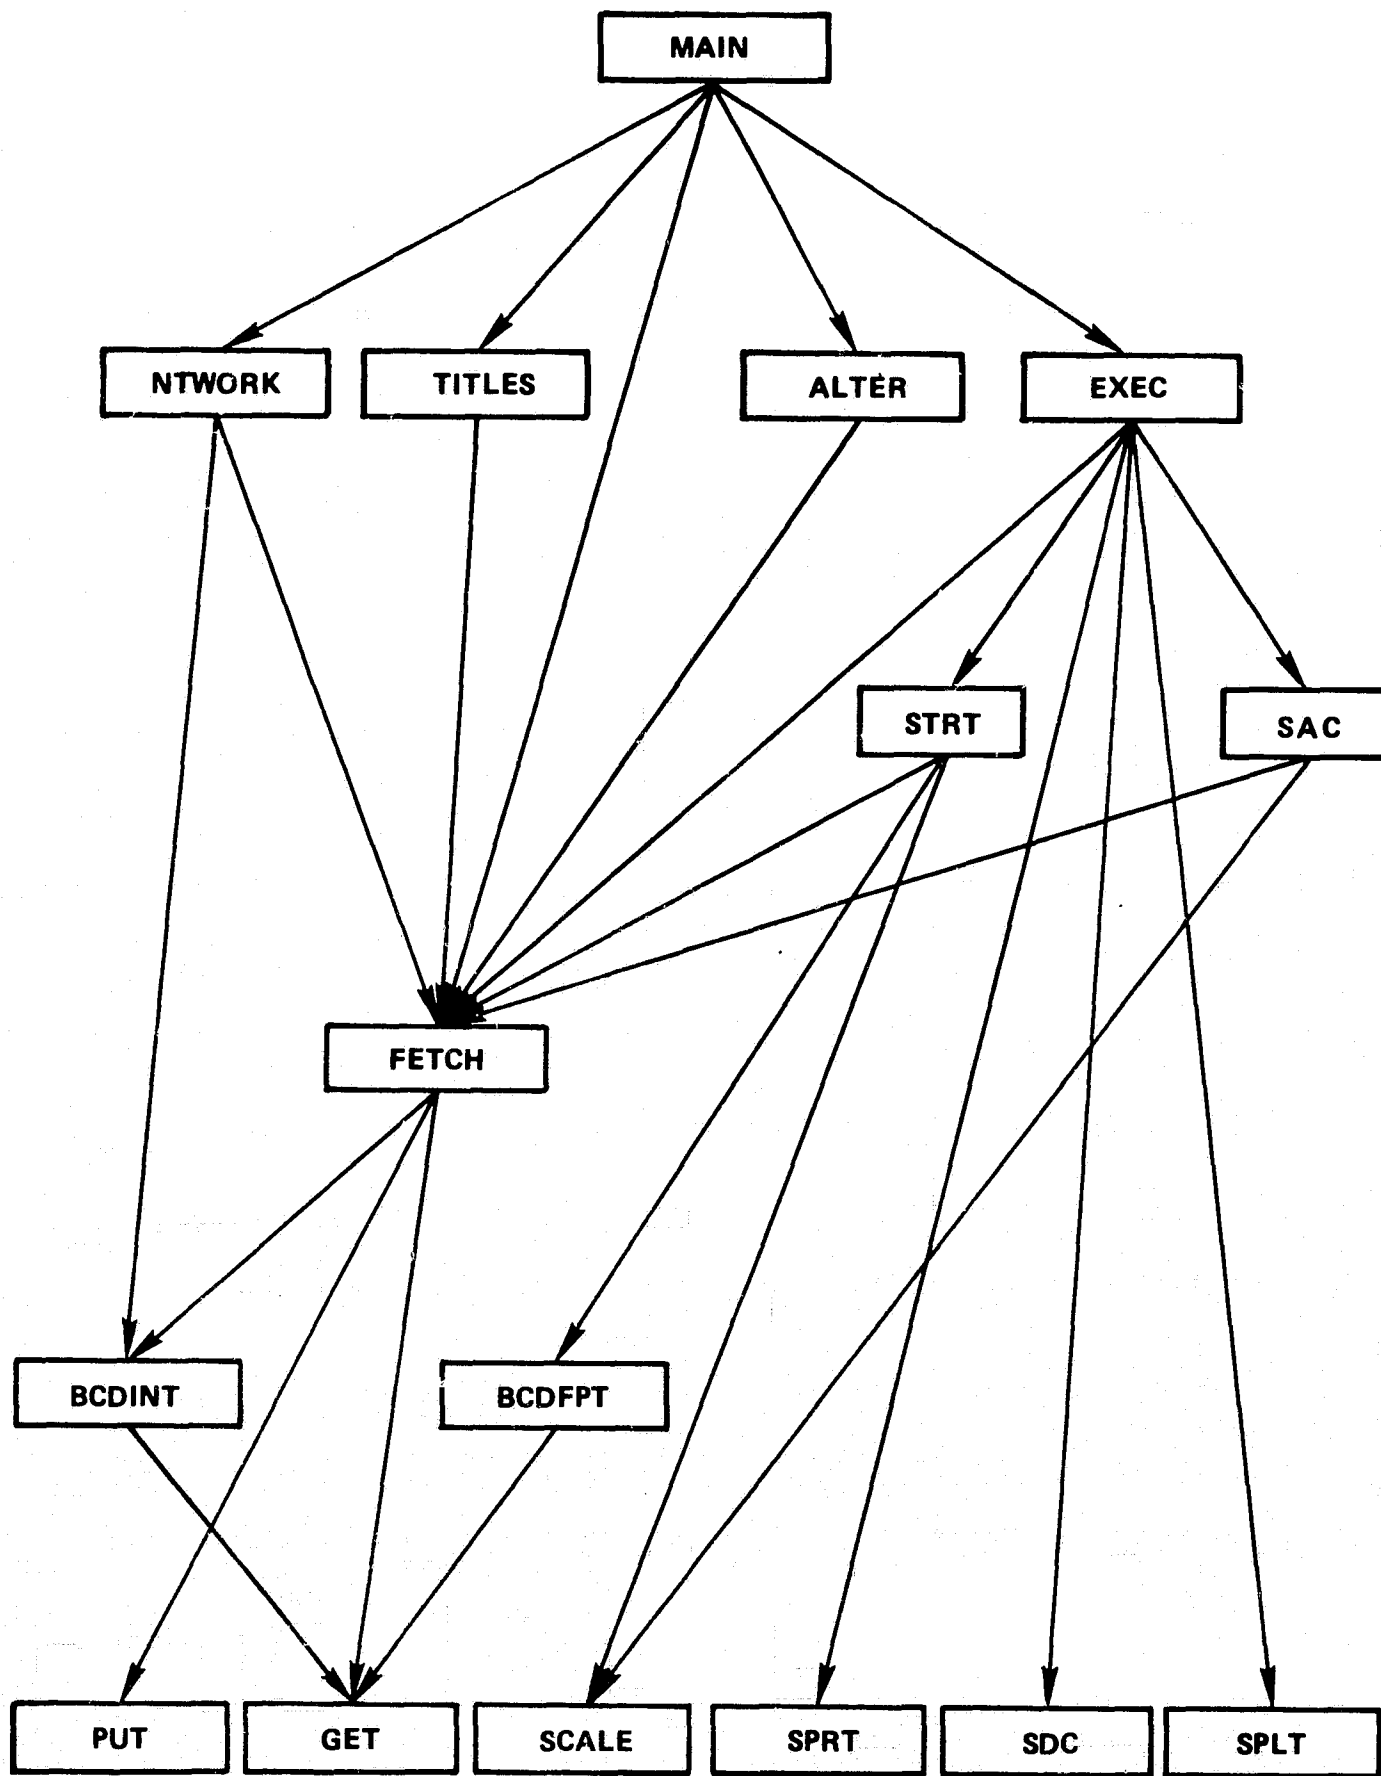 MAIN
NTWORK
TITLES
ALTER
EXEC
STRT
SAC
FETCH
BCDINT
BCDFPT
PUT
GET
SCALE
SPRT
SDC
SPLT